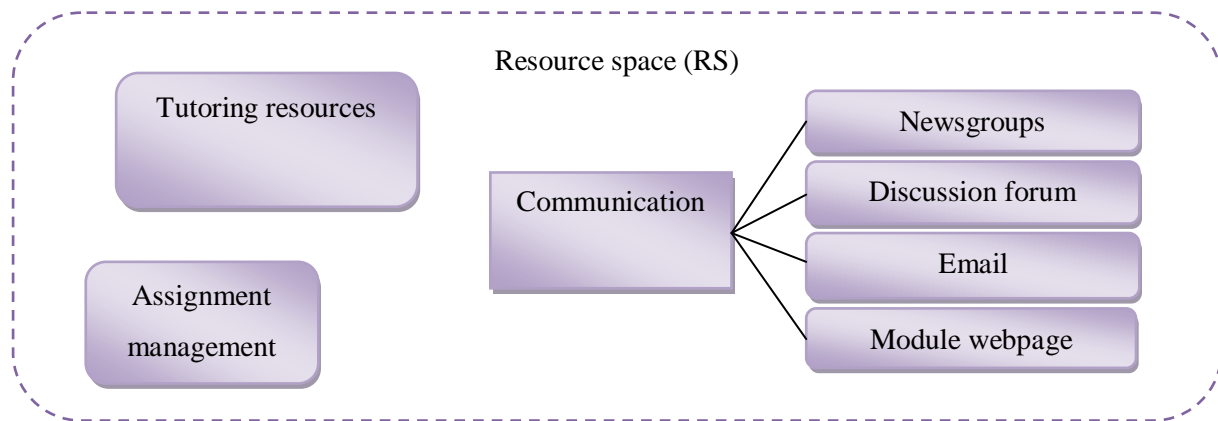 Resource space (RS)
Tutoring resources
Assignment
management
Communication
Newsgroups
Discussion forum
Email
Module webpage